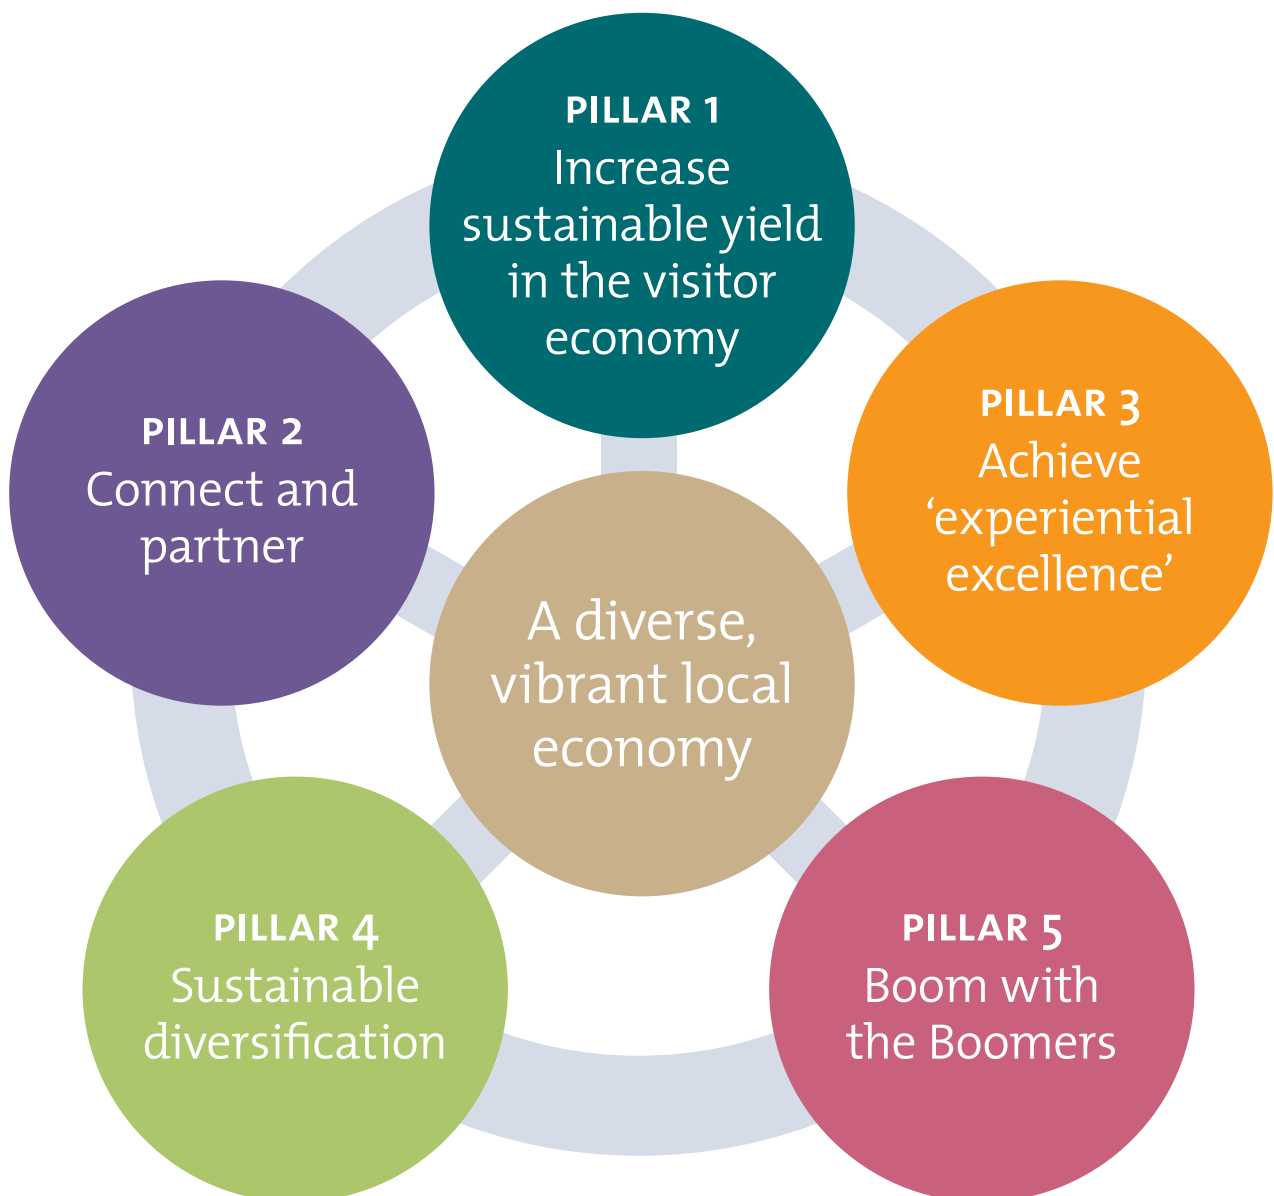 PILLAR 1
Increase
sustainable yield
in the visitor
economy
PILLAR 2
Connect and
partner
PILLAR 3
Achieve
‘experiential
excellence’
A diverse,
vibrant local
economy
PILLAR 4
Sustainable
diversification
PILLAR 5
Boom with
the Boomers